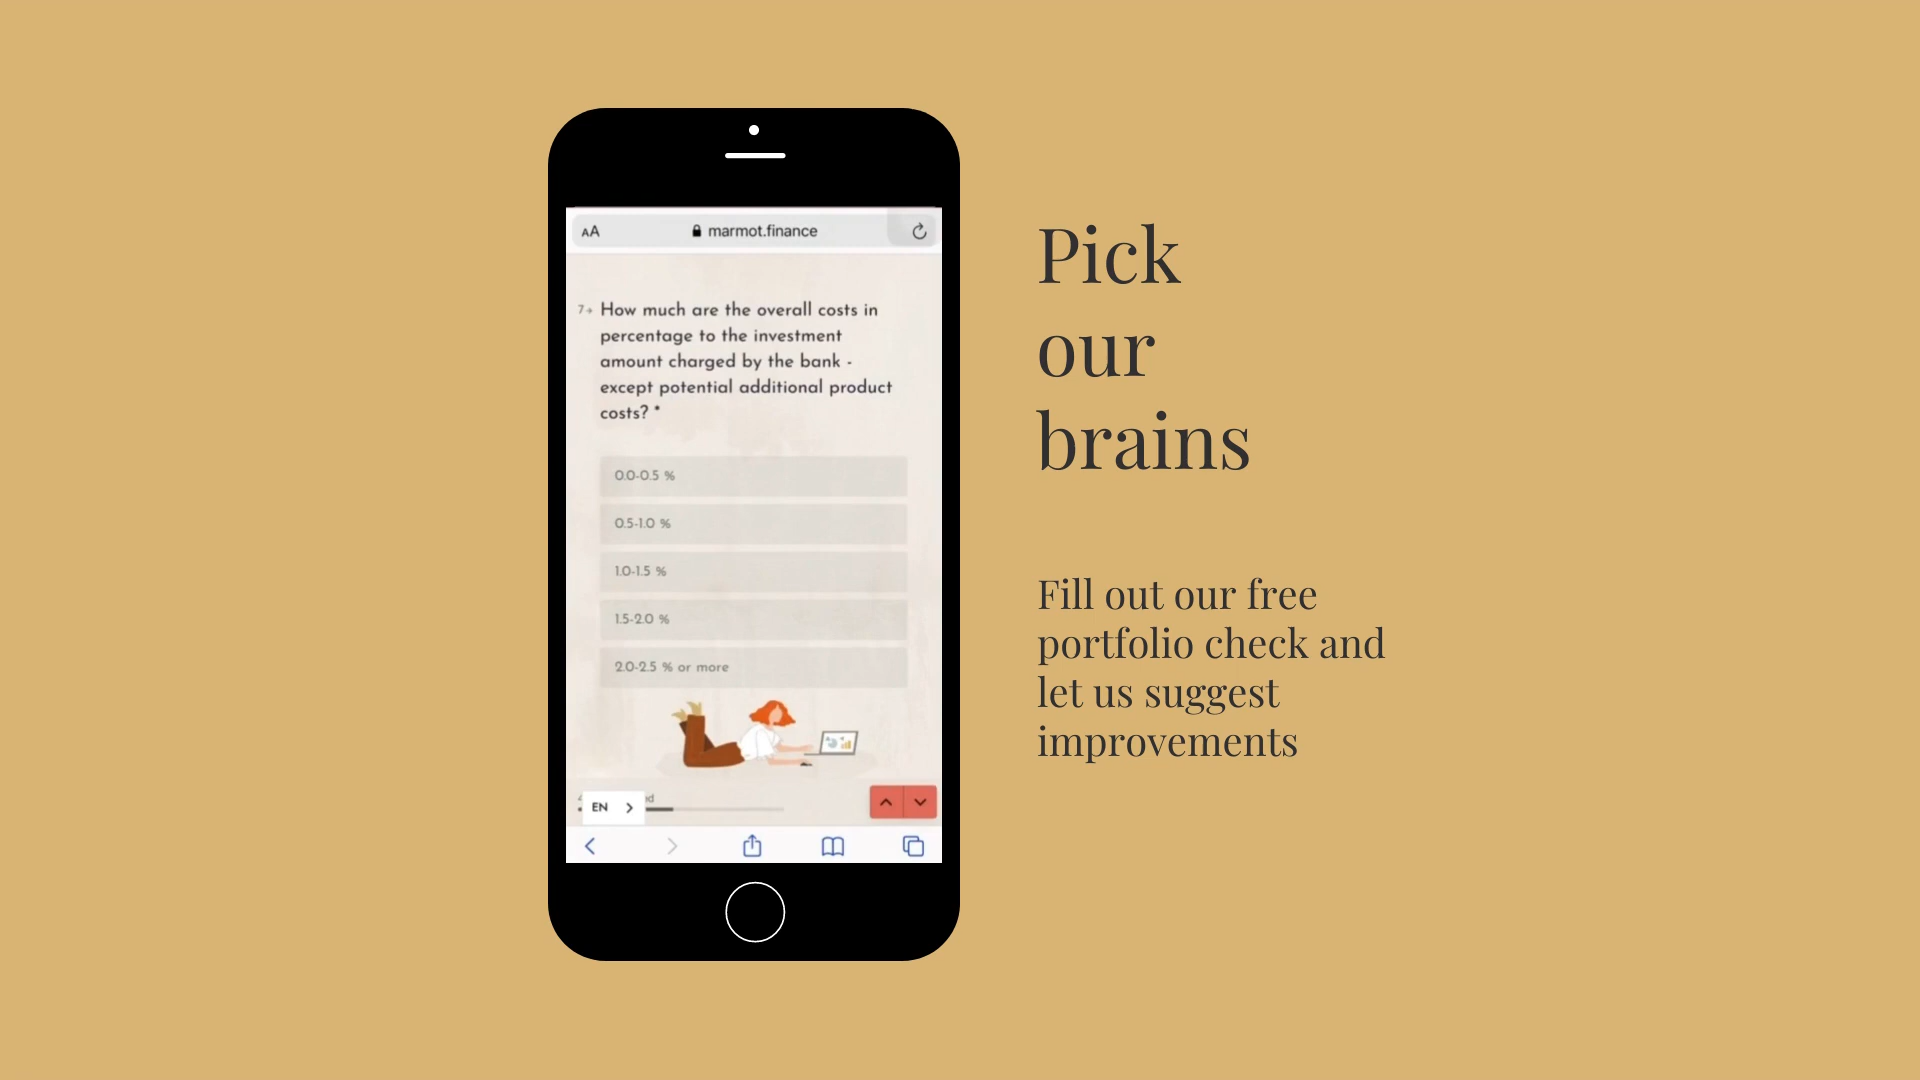 AA
marmot.finance
7→ How much are the overall costs in
percentage to the investment
amount charged by the bank -
except potential additional product
costs? *
0.0-0.5 %
0.5-1.0 %
1.0-1.5 %
1.5-2.0 %
2.0-2.5 % or more
EN
Pick
our
brains
Fill out our free
portfolio check and
let us suggest
improvements